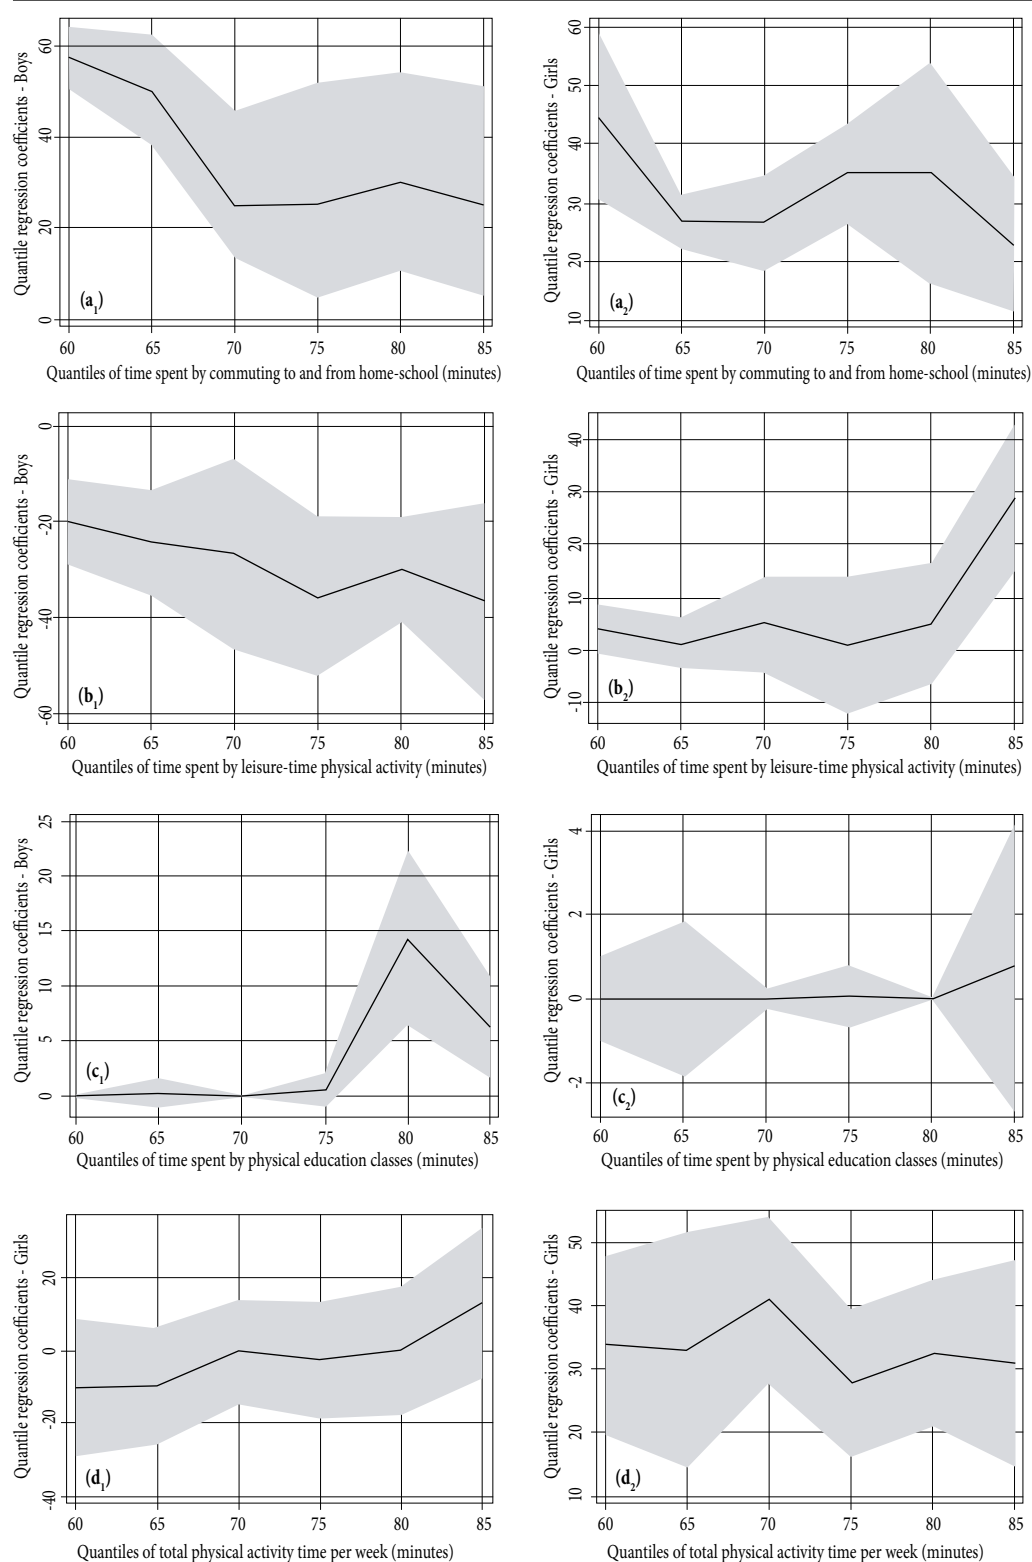 Quantile regression coefficients - Boys
60
40
20
0
(a1)
60 65 70 75 80 85
Quantiles of time spent by commuting to and from home-school (minutes)
Quantile regression coefficients - Girls
60
50
40
30
20
10
(a2)
60 65 70 75 80 85
Quantiles of time spent by commuting to and from home-school (minutes)
Quantile regression coefficients - Boys
0
-20
-40
-60
(b1)
60 65 70 75 80 85
Quantiles of time spent by leisure-time physical activity (minutes)
Quantile regression coefficients - Girls
40
30
20
10
0
-10
(b2)
60 65 70 75 80 85
Quantiles of time spent by leisure-time physical activity (minutes)
Quantile regression coefficients - Boys
25
20
15
10
5
0
(c1)
60 65 70 75 80 85
Quantiles of time spent by physical education classes (minutes)
Quantile regression coefficients - Girls
4
2
0
-2
(c2)
60 65 70 75 80 85
Quantiles of time spent by physical education classes (minutes)
Quantile regression coefficients - Girls
20
0
-20
-40
(d1)
60 65 70 75 80 85
Quantiles of total physical activity time per week (minutes)
Quantile regression coefficients - Girls
50
40
30
20
10
(d2)
60 65 70 75 80 85
Quantiles of total physical activity time per week (minutes)